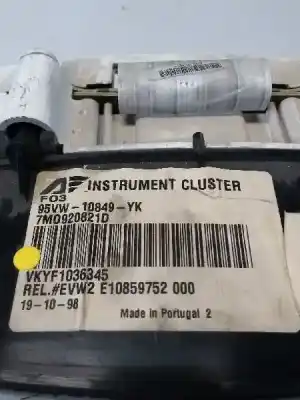 AF INSTRUMENT CLUSTER
F03
95VW-10849-YK
7M0920821D
VKYF1036345
REL.#EVW2 E10859752 000
19-10-98
Made in Portugal 2